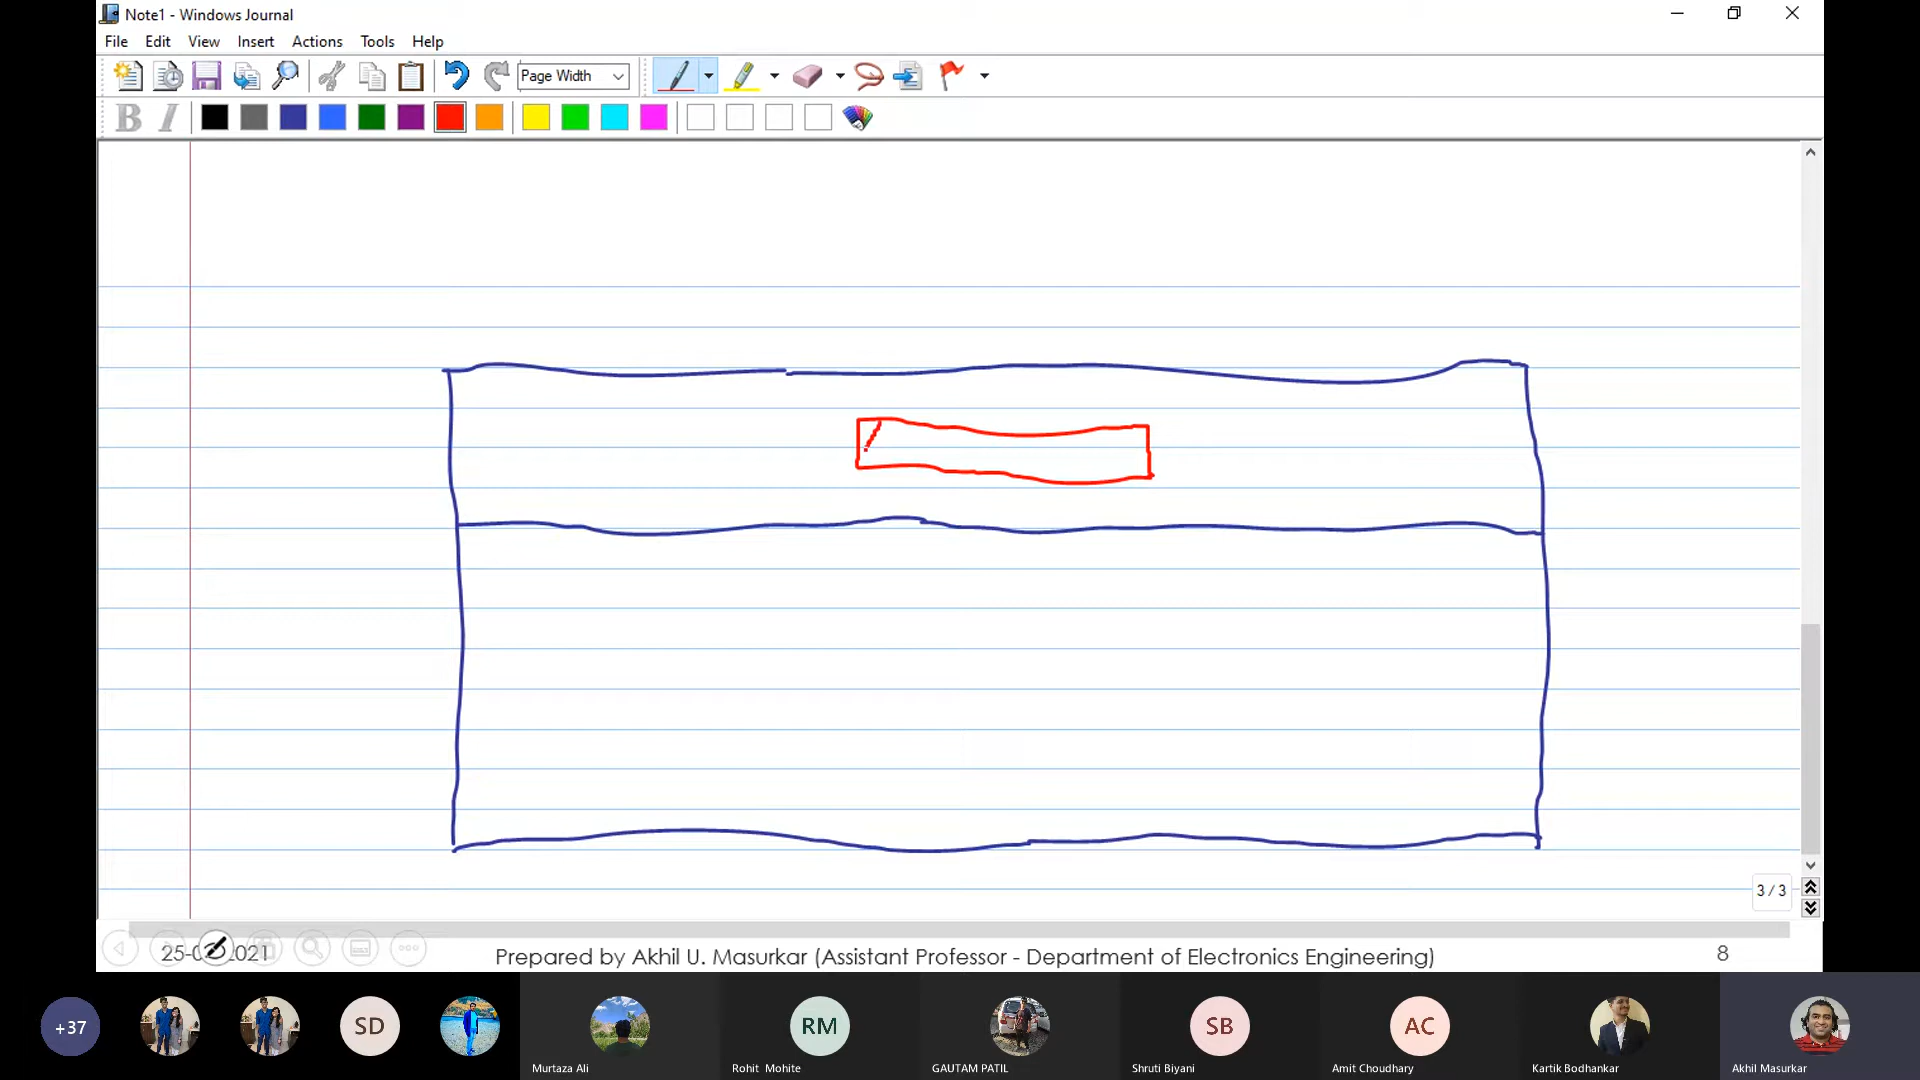 Note1 - Windows Journal
File Edit View Insert Actions Tools Help
Page Width
B I
3 / 3
2021
Prepared by Akhil U. Masurkar (Assistant Professor - Department of Electronics Engineering)
8
+37
SD
RM
SB
AC
Murtaza Ali
Rohit Mohite
GAUTAM PATIL
Shruti Biyani
Amit Choudhary
Kartik Bodhankar
Akhil Masurkar